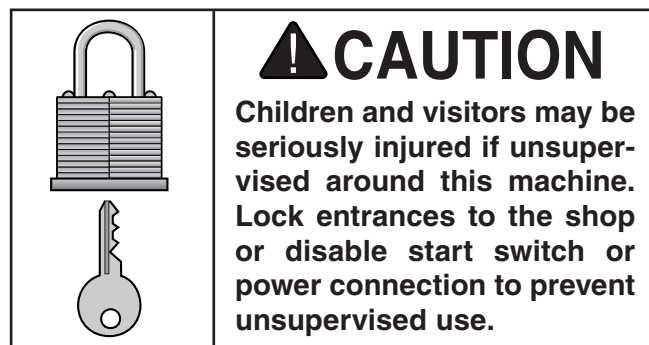 CAUTION
Children and visitors may be
seriously injured if unsuper-
vised around this machine.
Lock entrances to the shop
or disable start switch or
power connection to prevent
unsupervised use.